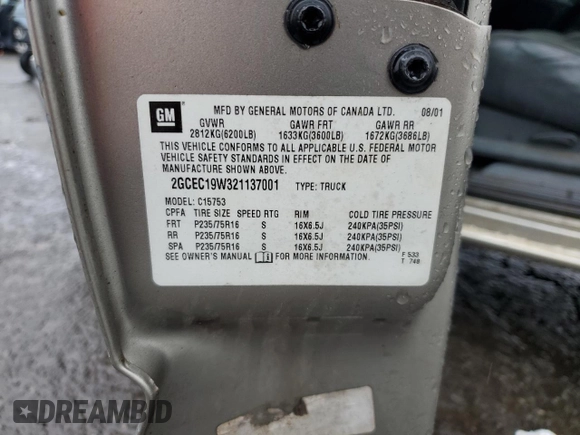 GM
MFD BY GENERAL MOTORS OF CANADA LTD. 08/01
GVWR GAWR FRT GAWR RR
2812KG(6200LB) 1633KG(3600LB) 1672KG(3686LB)
THIS VEHICLE CONFORMS TO ALL APPLICABLE U.S. FEDERAL MOTOR
VEHICLE SAFETY STANDARDS IN EFFECT ON THE DATE OF
MANUFACTURE SHOWN ABOVE.
2GCEC19W321137001 TYPE: TRUCK
MODEL: C15753
CPFA TIRE SIZE SPEED RTG RIM COLD TIRE PRESSURE
FRT P235/75R16 S 16X6.5J 240KPA(35PSI)
RR P235/75R16 S 16X6.5J 240KPA(35PSI)
SPA P235/75R16 S 16X6.5J 240KPA(35PSI)
SEE OWNER'S MANUAL FOR MORE INFORMATION. F 533
T 748
DREAMBID